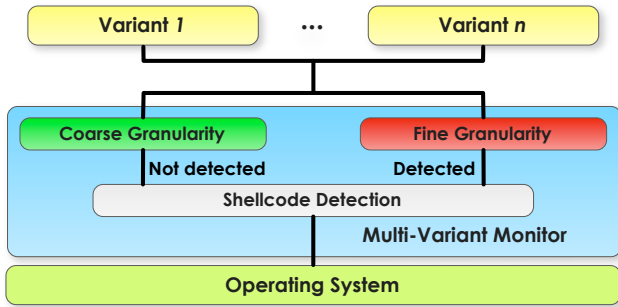 Variant 1
...
Variant n
Coarse Granularity
Fine Granularity
Not detected
Detected
Shellcode Detection
Multi-Variant Monitor
Operating System